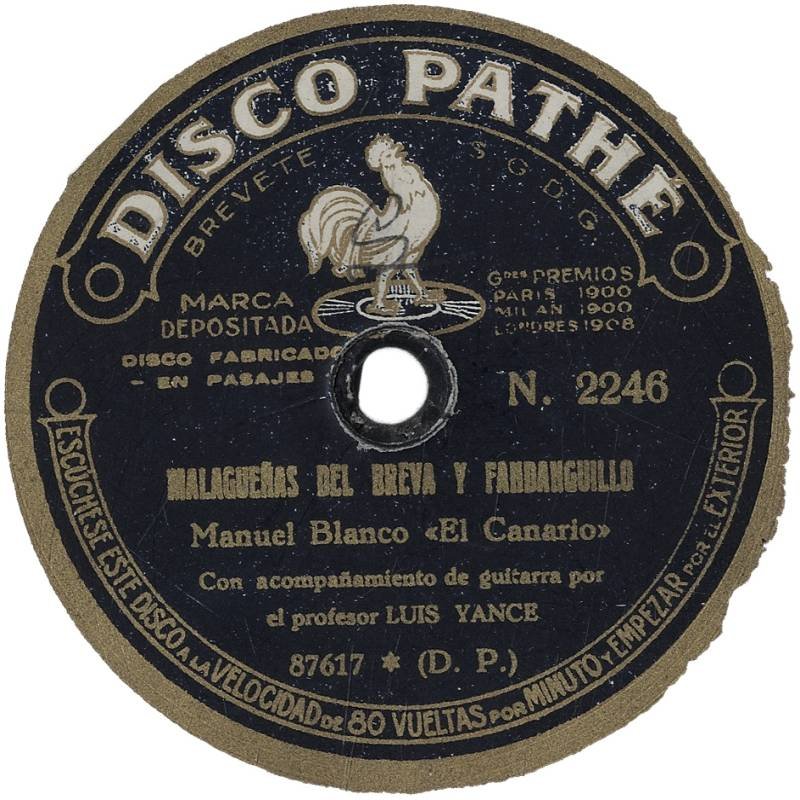 DISCO PATHÉ
BREVETE S G D G
MARCA
DEPOSITADA
Gdes PREMIOS
PARIS 1900
MILAN 1900
LONDRES 1908
DISCO FABRICADO
- EN PASAJES
N. 2246
MALAGUEÑAS DEL BREVA Y FANDANGUILLO
Manuel Blanco «El Canario»
Con acompañamiento de guitarra por
el profesor LUIS YANCE
87617 * (D. P.)
ESCÚCHESE ESTE DISCO A LA VELOCIDAD DE 80 VUELTAS POR MINUTO Y EMPEZAR POR EL EXTERIOR